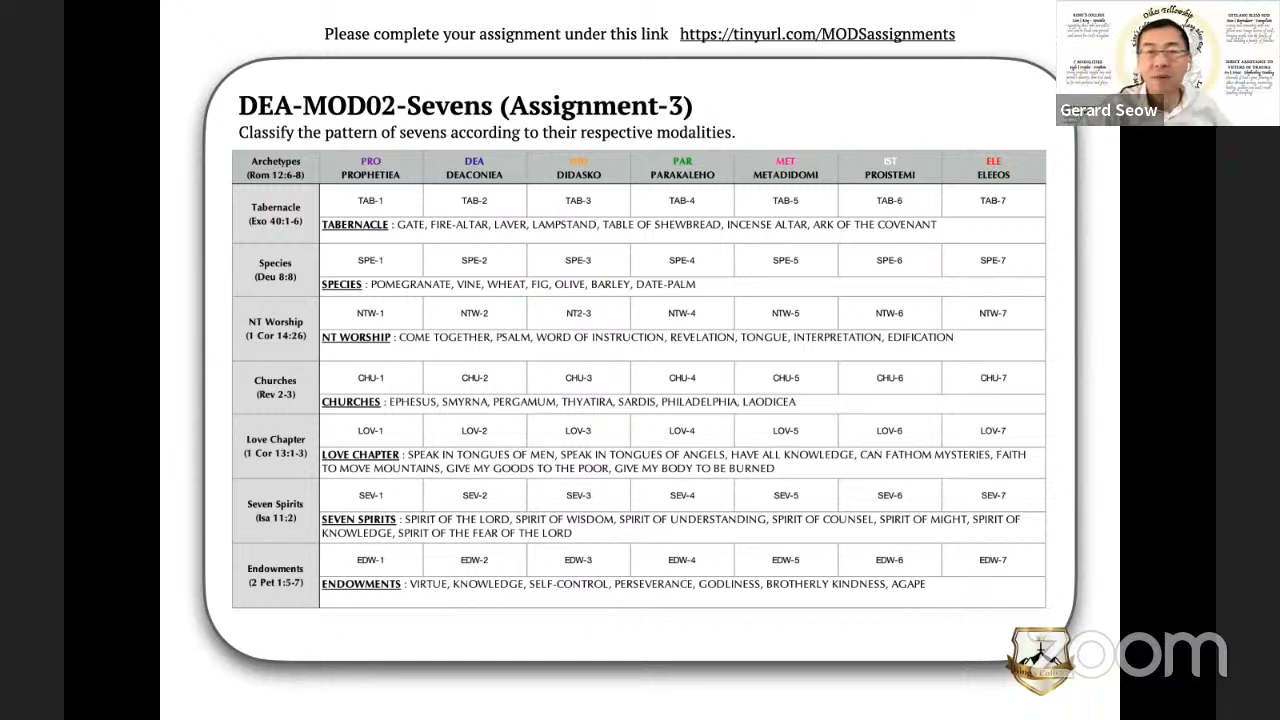 Please complete your assignment under this link https://tinyurl.com/MODSassignments
DEA-MOD02-Sevens (Assignment-3)
Classify the pattern of sevens according to their respective modalities.
Archetypes PRO DEA DID PAR MET IST ELE
(Rom 12:6-8) PROPHETIEA DEACONIEA DIDASKO PARAKALEHO METADIDOMI PROISTEMI ELEEOS
Tabernacle
(Exo 40:1-6)
TAB-1 TAB-2 TAB-3 TAB-4 TAB-5 TAB-6 TAB-7
TABERNACLE : GATE, FIRE-ALTAR, LAVER, LAMPSTAND, TABLE OF SHEWBREAD, INCENSE ALTAR, ARK OF THE COVENANT
Species
(Deu 8:8)
SPE-1 SPE-2 SPE-3 SPE-4 SPE-5 SPE-6 SPE-7
SPECIES : POMEGRANATE, VINE, WHEAT, FIG, OLIVE, BARLEY, DATE-PALM
NT Worship
(1 Cor 14:26)
NTW-1 NTW-2 NT2-3 NTW-4 NTW-5 NTW-6 NTW-7
NT WORSHIP : COME TOGETHER, PSALM, WORD OF INSTRUCTION, REVELATION, TONGUE, INTERPRETATION, EDIFICATION
Churches
(Rev 2-3)
CHU-1 CHU-2 CHU-3 CHU-4 CHU-5 CHU-6 CHU-7
CHURCHES : EPHESUS, SMYRNA, PERGAMUM, THYATIRA, SARDIS, PHILADELPHIA, LAODICEA
Love Chapter
(1 Cor 13:1-3)
LOV-1 LOV-2 LOV-3 LOV-4 LOV-5 LOV-6 LOV-7
LOVE CHAPTER : SPEAK IN TONGUES OF MEN, SPEAK IN TONGUES OF ANGELS, HAVE ALL KNOWLEDGE, CAN FATHOM MYSTERIES, FAITH
TO MOVE MOUNTAINS, GIVE MY GOODS TO THE POOR, GIVE MY BODY TO BE BURNED
Seven Spirits
(Isa 11:2)
SEV-1 SEV-2 SEV-3 SEV-4 SEV-5 SEV-6 SEV-7
SEVEN SPIRITS : SPIRIT OF THE LORD, SPIRIT OF WISDOM, SPIRIT OF UNDERSTANDING, SPIRIT OF COUNSEL, SPIRIT OF MIGHT, SPIRIT OF
KNOWLEDGE, SPIRIT OF THE FEAR OF THE LORD
Endowments
(2 Pet 1:5-7)
EDW-1 EDW-2 EDW-3 EDW-4 EDW-5 EDW-6 EDW-7
ENDOWMENTS : VIRTUE, KNOWLEDGE, SELF-CONTROL, PERSEVERANCE, GODLINESS, BROTHERLY KINDNESS, AGAPE
KING'S COLLEGE
Oikos Fellowship
7 MODALITIES
DIRECT ASSISTANCE TO
VICTIMS IN TRAUMA
Gerard Seow
zoom